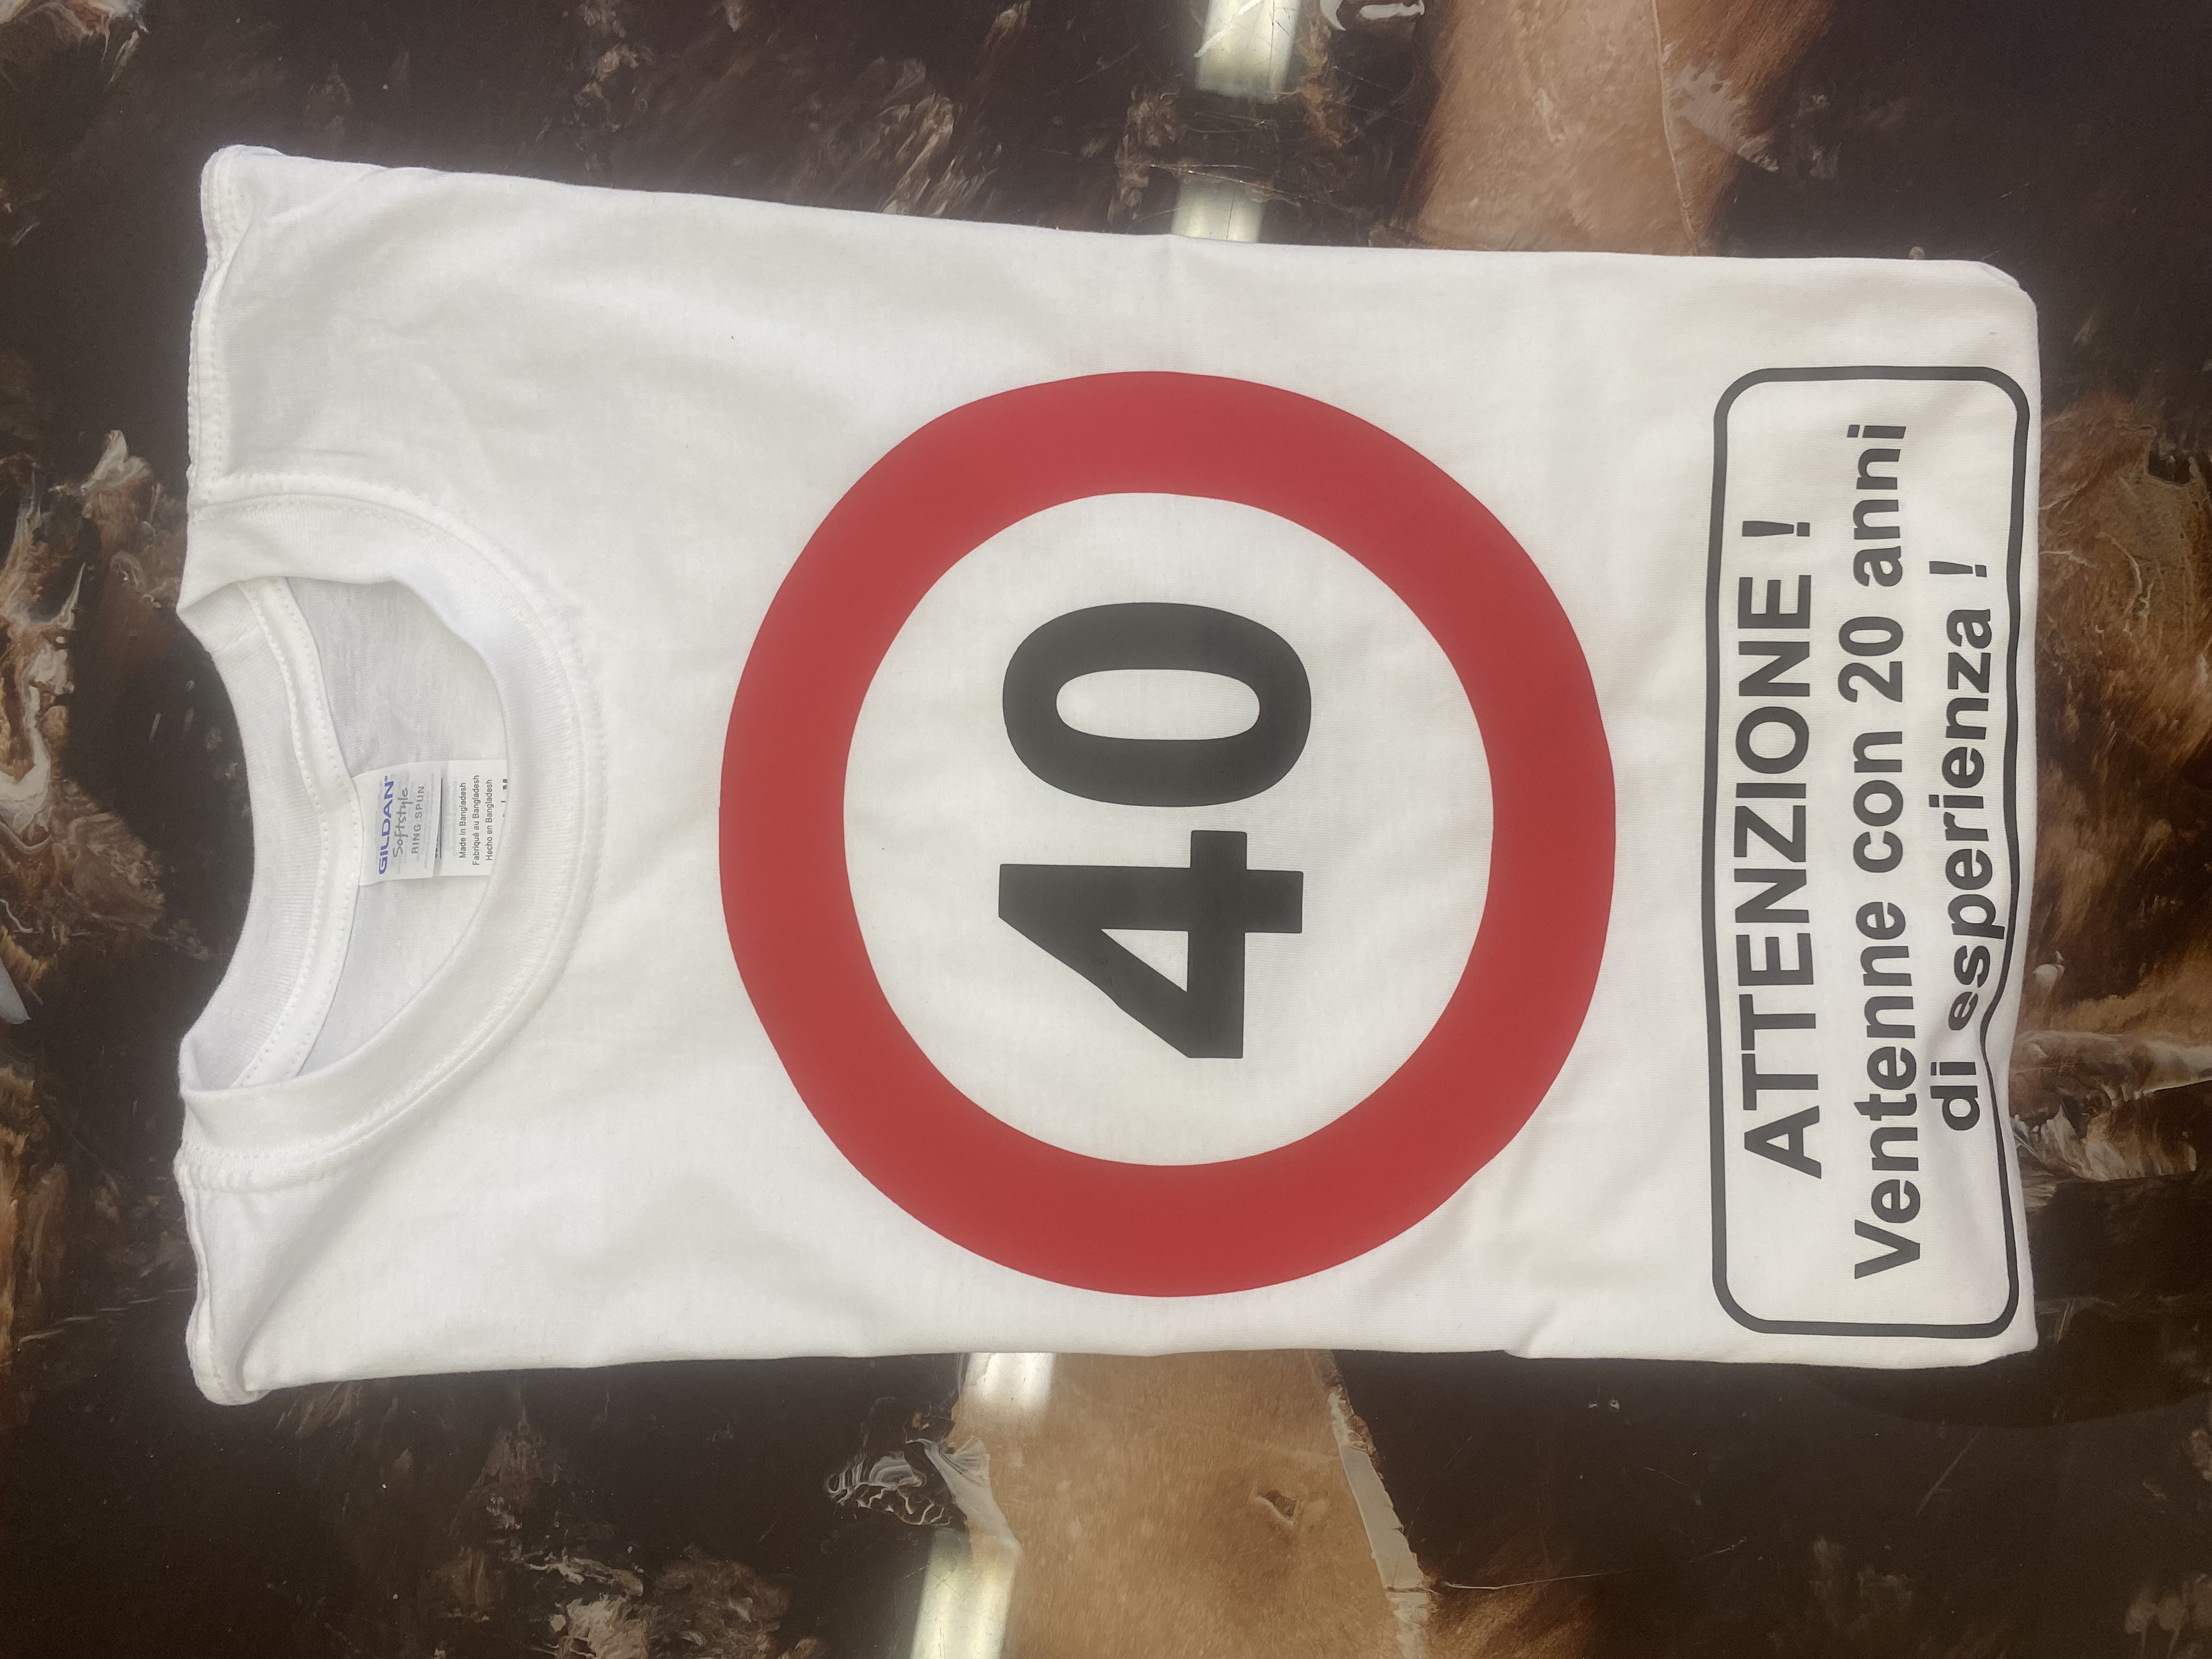 GILDAN™
Softstyle
RING SPUN
Made in Bangladesh
Fabriqué au Bangladesh
Hecho en Bangladesh
40
ATTENZIONE !
Ventenne con 20 anni
di esperienza !